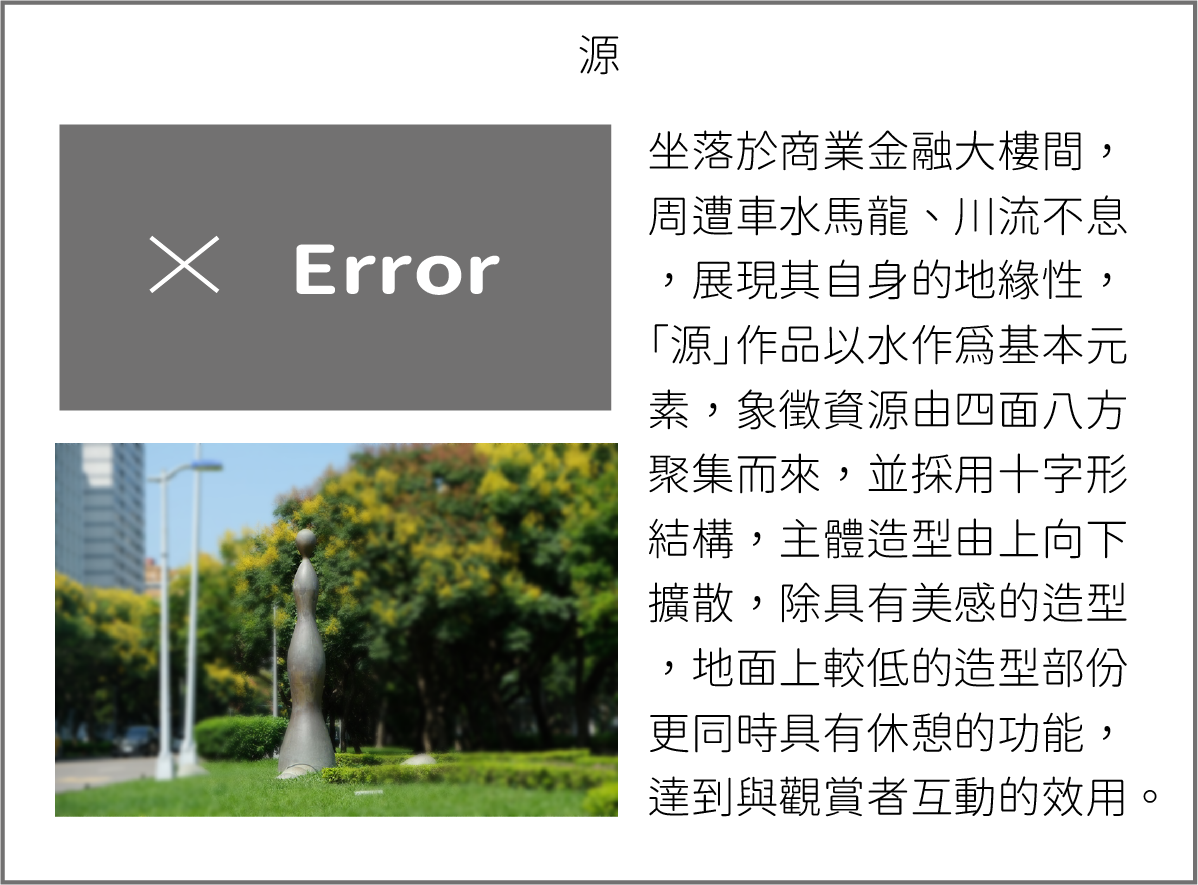 源
Error
坐落於商業金融大樓間，
周遭車水馬龍、川流不息
，展現其自身的地緣性，
「源」作品以水作爲基本元
素，象徵資源由四面八方
聚集而來，並採用十字形
結構，主體造型由上向下
擴散，除具有美感的造型
，地面上較低的造型部份
更同時具有休憩的功能，
達到與觀賞者互動的效用。